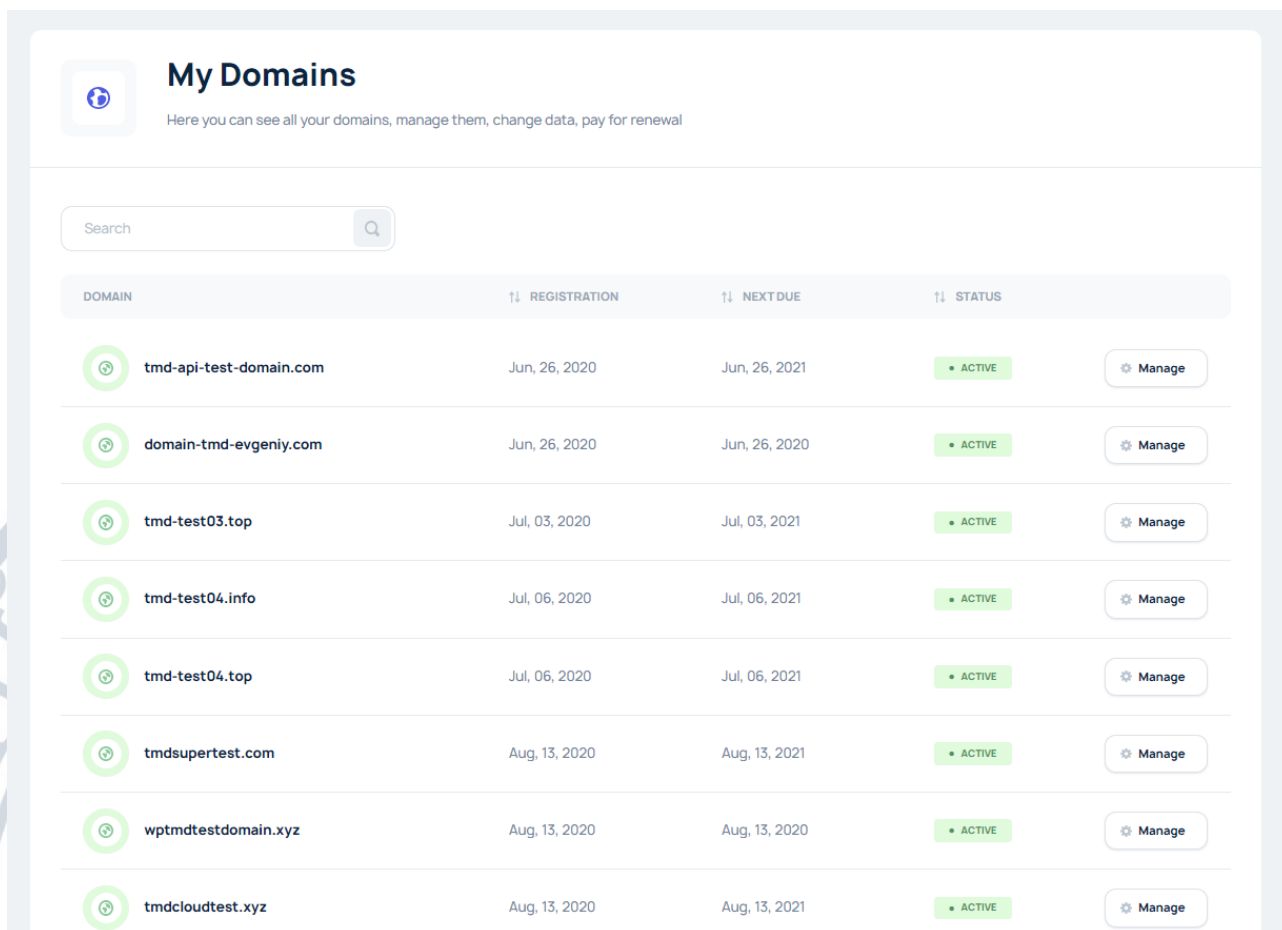 My Domains
Here you can see all your domains, manage them, change data, pay for renewal
Search
DOMAIN REGISTRATION NEXT DUE STATUS
tmd-api-test-domain.com Jun, 26, 2020 Jun, 26, 2021 ACTIVE Manage
domain-tmd-evgeniy.com Jun, 26, 2020 Jun, 26, 2020 ACTIVE Manage
tmd-test03.top Jul, 03, 2020 Jul, 03, 2021 ACTIVE Manage
tmd-test04.info Jul, 06, 2020 Jul, 06, 2021 ACTIVE Manage
tmd-test04.top Jul, 06, 2020 Jul, 06, 2021 ACTIVE Manage
tmdsupertest.com Aug, 13, 2020 Aug, 13, 2021 ACTIVE Manage
wptmdtestdomain.xyz Aug, 13, 2020 Aug, 13, 2020 ACTIVE Manage
tmdcloudtest.xyz Aug, 13, 2020 Aug, 13, 2021 ACTIVE Manage